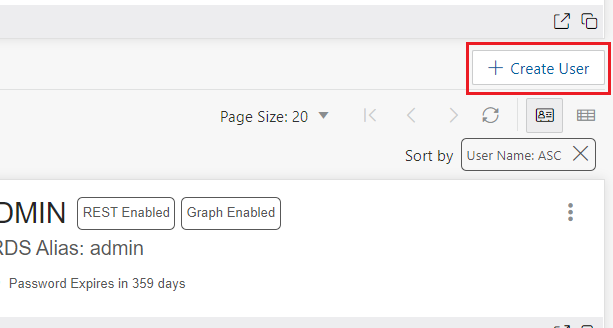 Create User
Page Size: 20
Sort by User Name: ASC
DMIN REST Enabled Graph Enabled
RDS Alias: admin
Password Expires in 359 days